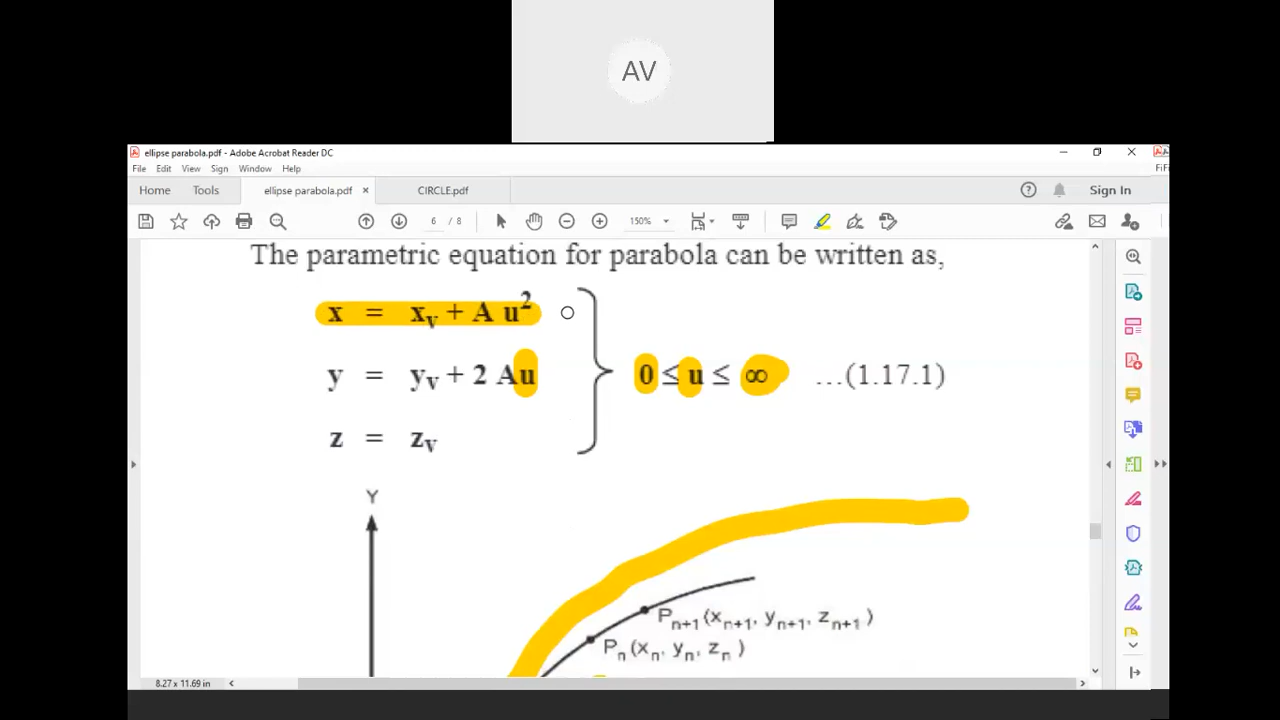 AV
ellipse parabola.pdf - Adobe Acrobat Reader DC
File Edit View Sign Window Help
FiFi
Home Tools ellipse parabola.pdf × CIRCLE.pdf Sign In
6 / 8 150%
The parametric equation for parabola can be written as,
x = xᵥ + A u²
y = yᵥ + 2 Au 0 ≤ u ≤ ∞ ...(1.17.1)
z = zᵥ
Y
Pₙ₊₁(xₙ₊₁, yₙ₊₁, zₙ₊₁)
Pₙ(xₙ, yₙ, zₙ)
8.27 x 11.69 in